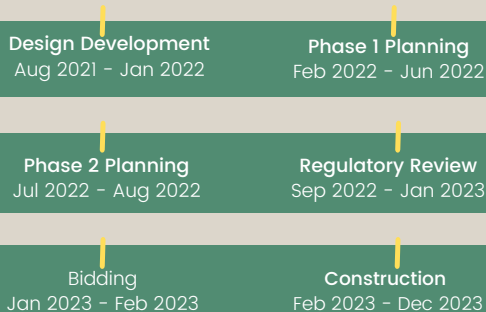 Design Development
Aug 2021 - Jan 2022
Phase 1 Planning
Feb 2022 - Jun 2022
Phase 2 Planning
Jul 2022 - Aug 2022
Regulatory Review
Sep 2022 - Jan 2023
Bidding
Jan 2023 - Feb 2023
Construction
Feb 2023 - Dec 2023